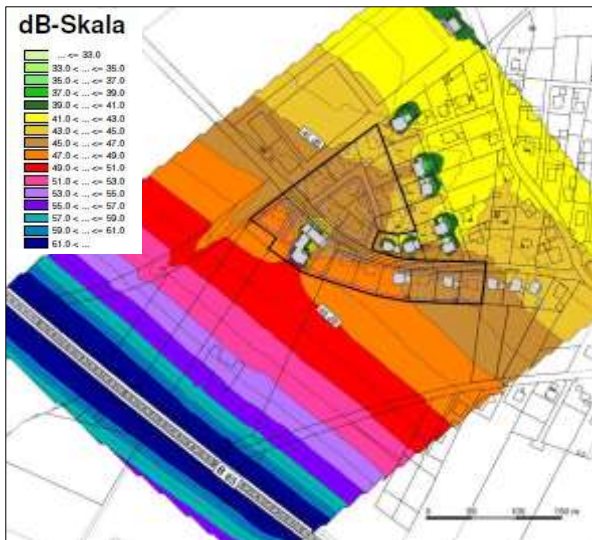 dB-Skala
... <= 33.0
33.0 < ... <= 35.0
35.0 < ... <= 37.0
37.0 < ... <= 39.0
39.0 < ... <= 41.0
41.0 < ... <= 43.0
43.0 < ... <= 45.0
45.0 < ... <= 47.0
47.0 < ... <= 49.0
49.0 < ... <= 51.0
51.0 < ... <= 53.0
53.0 < ... <= 55.0
55.0 < ... <= 57.0
57.0 < ... <= 59.0
59.0 < ... <= 61.0
61.0 < ...
0
100
150 m